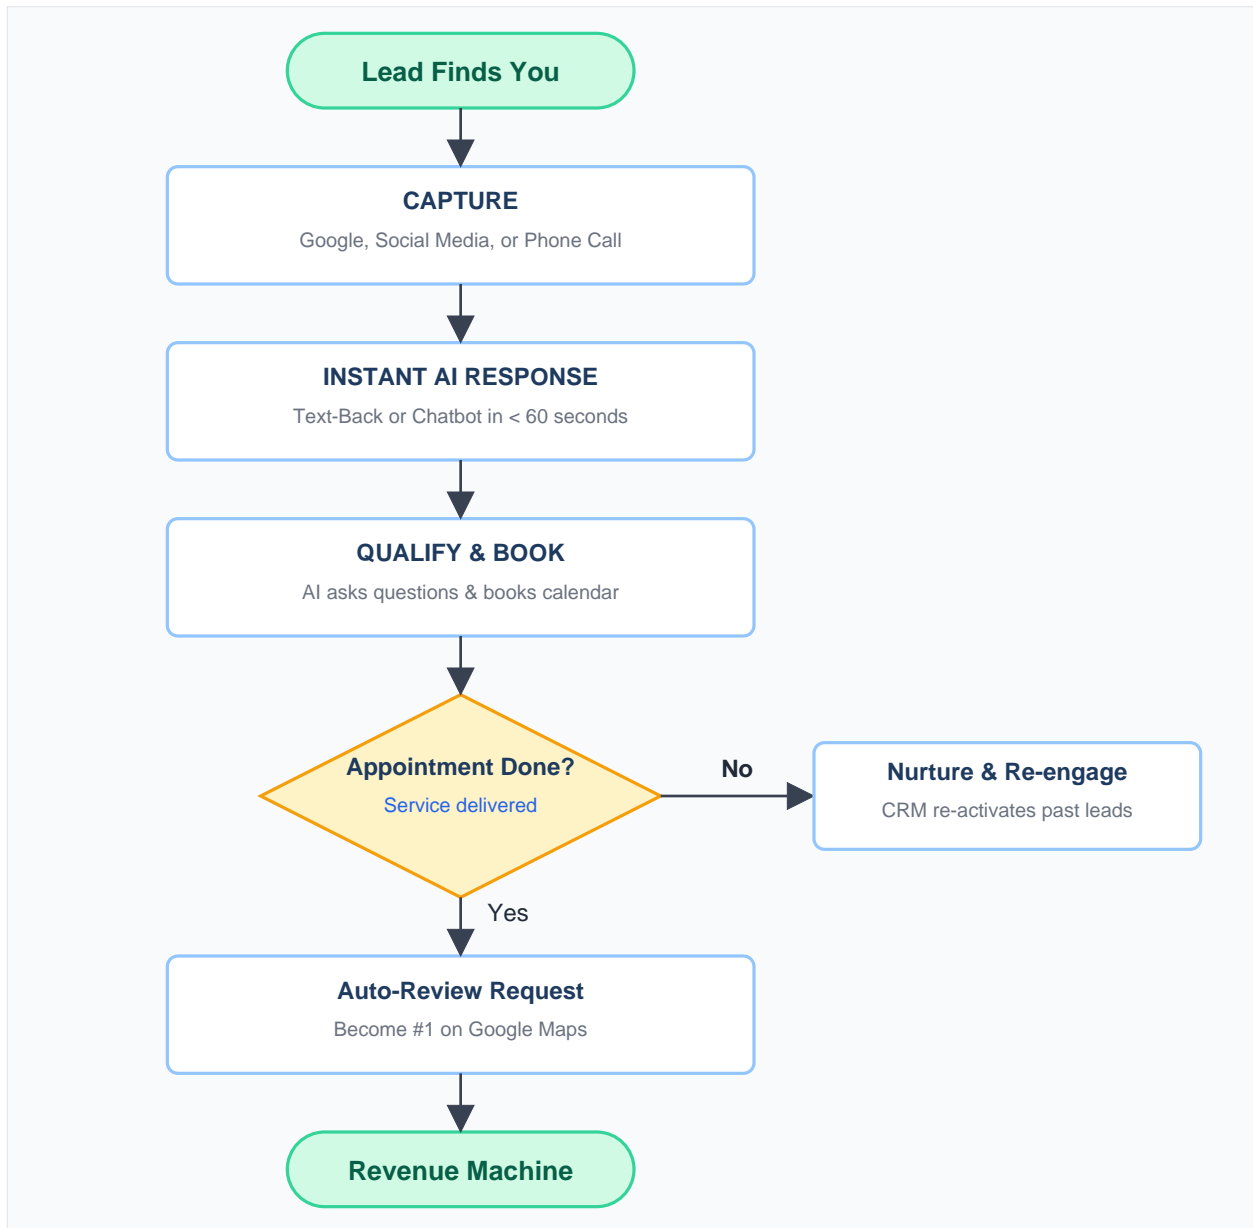 Lead Finds You
CAPTURE
Google, Social Media, or Phone Call
INSTANT AI RESPONSE
Text-Back or Chatbot in < 60 seconds
QUALIFY & BOOK
AI asks questions & books calendar
Appointment Done?
Service delivered
No
Nurture & Re-engage
CRM re-activates past leads
Yes
Auto-Review Request
Become #1 on Google Maps
Revenue Machine